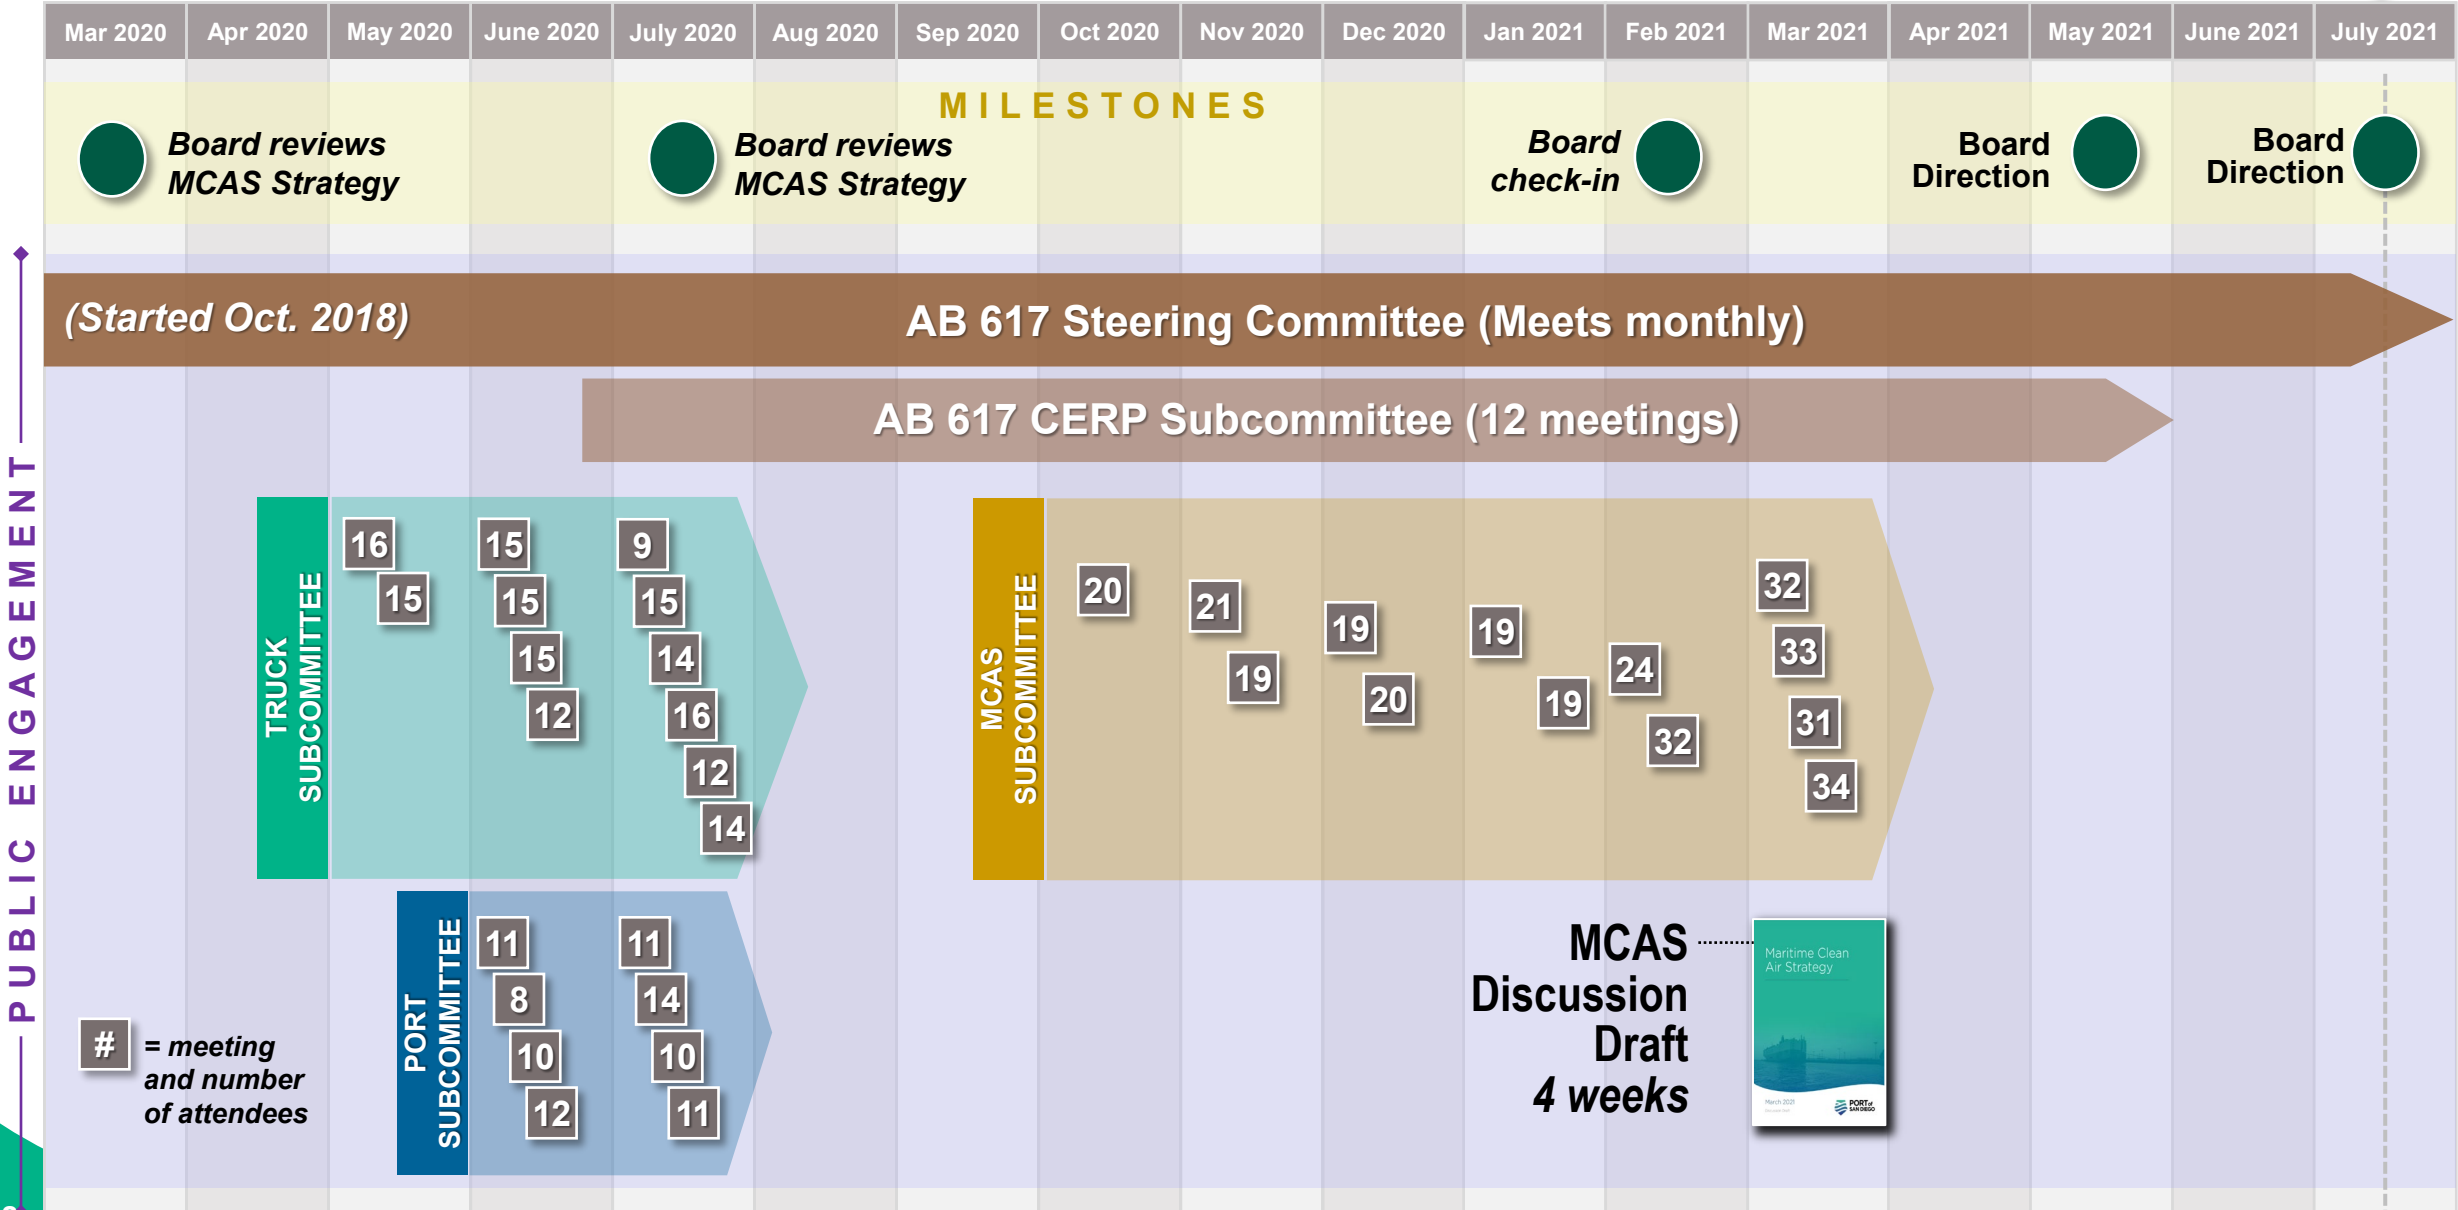 Mar 2020 Apr 2020 May 2020 June 2020 July 2020 Aug 2020 Sep 2020 Oct 2020 Nov 2020 Dec 2020 Jan 2021 Feb 2021 Mar 2021 Apr 2021 May 2021 June 2021 July 2021
MILESTONES
Board reviews
MCAS Strategy
Board reviews
MCAS Strategy
Board
check-in
Board
Direction
Board
Direction
PUBLIC ENGAGEMENT
(Started Oct. 2018)
AB 617 Steering Committee (Meets monthly)
AB 617 CERP Subcommittee (12 meetings)
TRUCK
SUBCOMMITTEE
16
15
15
15
15
12
9
15
14
16
12
14
MCAS
SUBCOMMITTEE
20
21
19
19
20
19
19
24
32
32
33
31
34
PORT
SUBCOMMITTEE
11
8
10
12
11
14
10
11
# = meeting
and number
of attendees
MCAS
Discussion
Draft
4 weeks
Maritime Clean
Air Strategy
March 2021
PORT of
SAN DIEGO